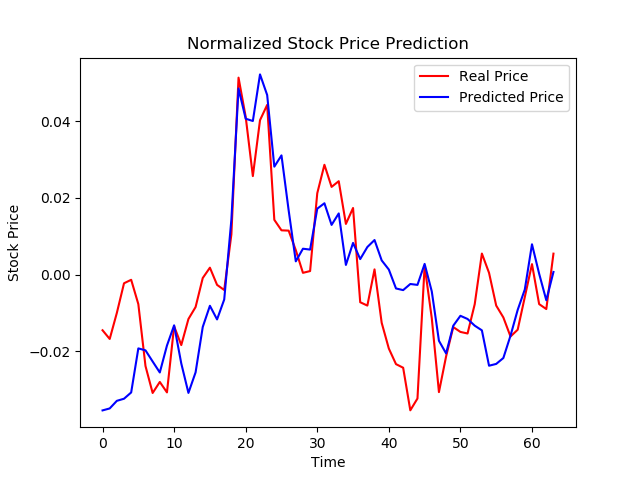 Normalized Stock Price Prediction
Real Price
Predicted Price
0.04
0.02
0.00
−0.02
Stock Price
0 10 20 30 40 50 60
Time